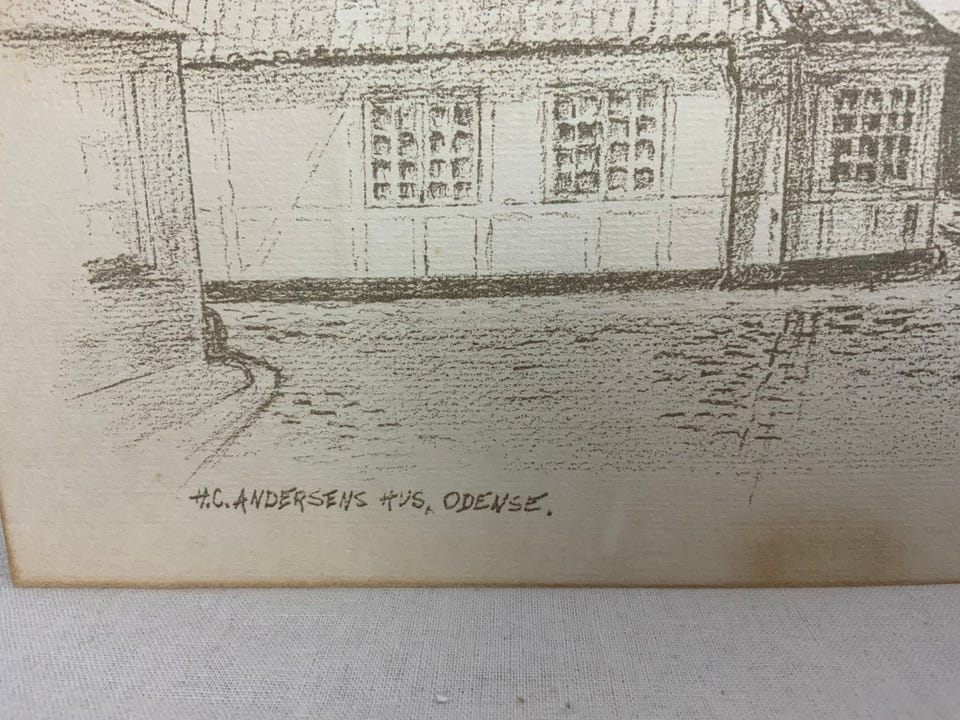 H.C. ANDERSENS HUS, ODENSE.